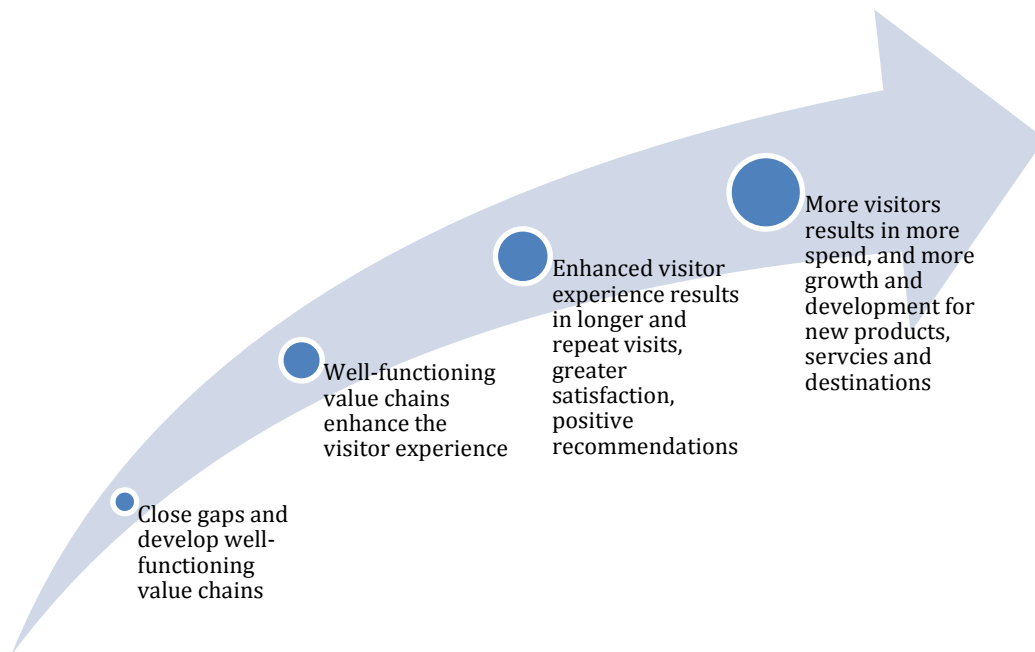 Close gaps and
develop well-
functioning
value chains
Well-functioning
value chains
enhance the
visitor experience
Enhanced visitor
experience results
in longer and
repeat visits,
greater
satisfaction,
positive
recommendations
More visitors
results in more
spend, and more
growth and
development for
new products,
servcies and
destinations